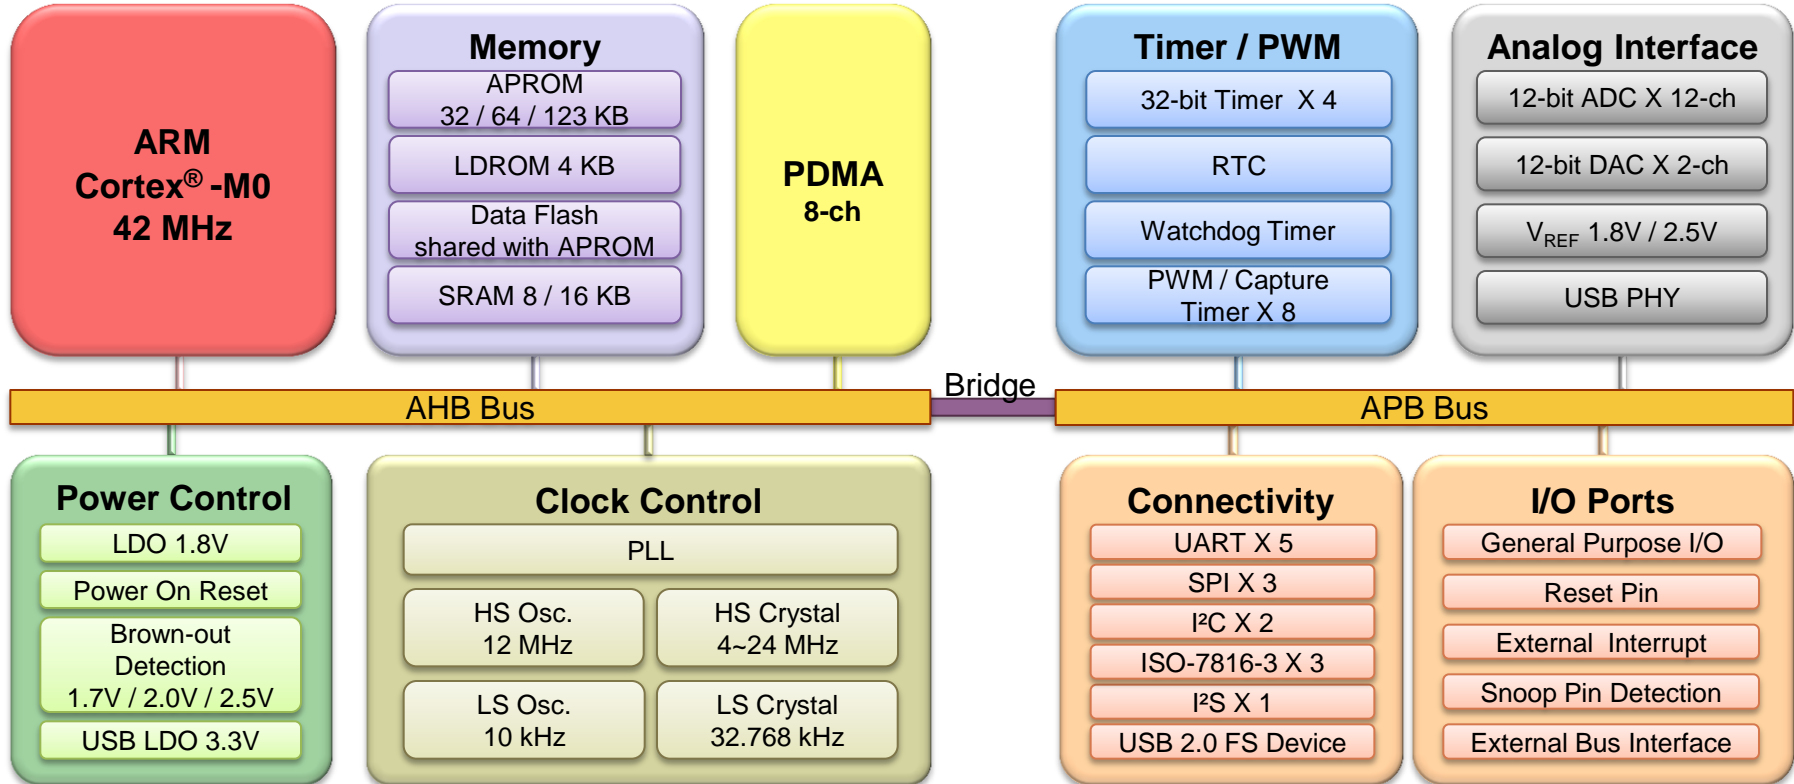 ARM
Cortex® -M0
42 MHz
Memory
APROM
32 / 64 / 123 KB
LDROM 4 KB
Data Flash
shared with APROM
SRAM 8 / 16 KB
PDMA
8-ch
Timer / PWM
32-bit Timer  X 4
RTC
Watchdog Timer
PWM / Capture
Timer X 8
Analog Interface
12-bit ADC X 12-ch
12-bit DAC X 2-ch
VREF 1.8V / 2.5V
USB PHY
AHB Bus
Bridge
APB Bus
Power Control
LDO 1.8V
Power On Reset
Brown-out
Detection
1.7V / 2.0V / 2.5V
USB LDO 3.3V
Clock Control
PLL
HS Osc.
12 MHz
HS Crystal
4~24 MHz
LS Osc.
10 kHz
LS Crystal
32.768 kHz
Connectivity
UART X 5
SPI X 3
I²C X 2
ISO-7816-3 X 3
I²S X 1
USB 2.0 FS Device
I/O Ports
General Purpose I/O
Reset Pin
External  Interrupt
Snoop Pin Detection
External Bus Interface